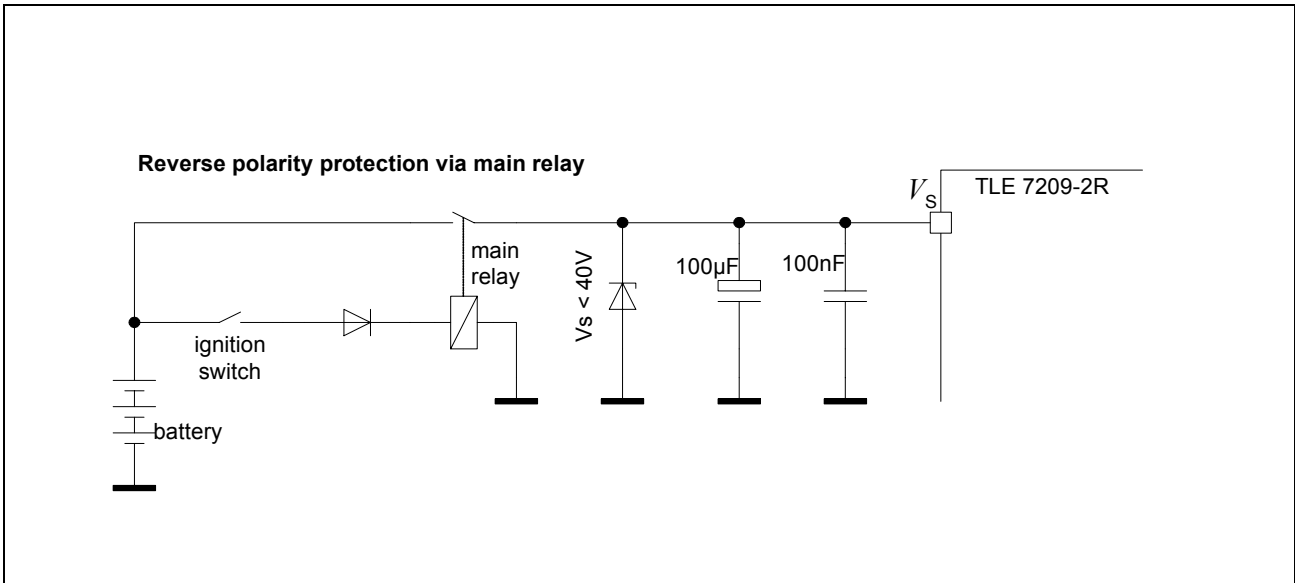 Reverse polarity protection via main relay
V
S
TLE 7209-2R
main
relay
Vs < 40V
100µF
100nF
ignition
switch
battery